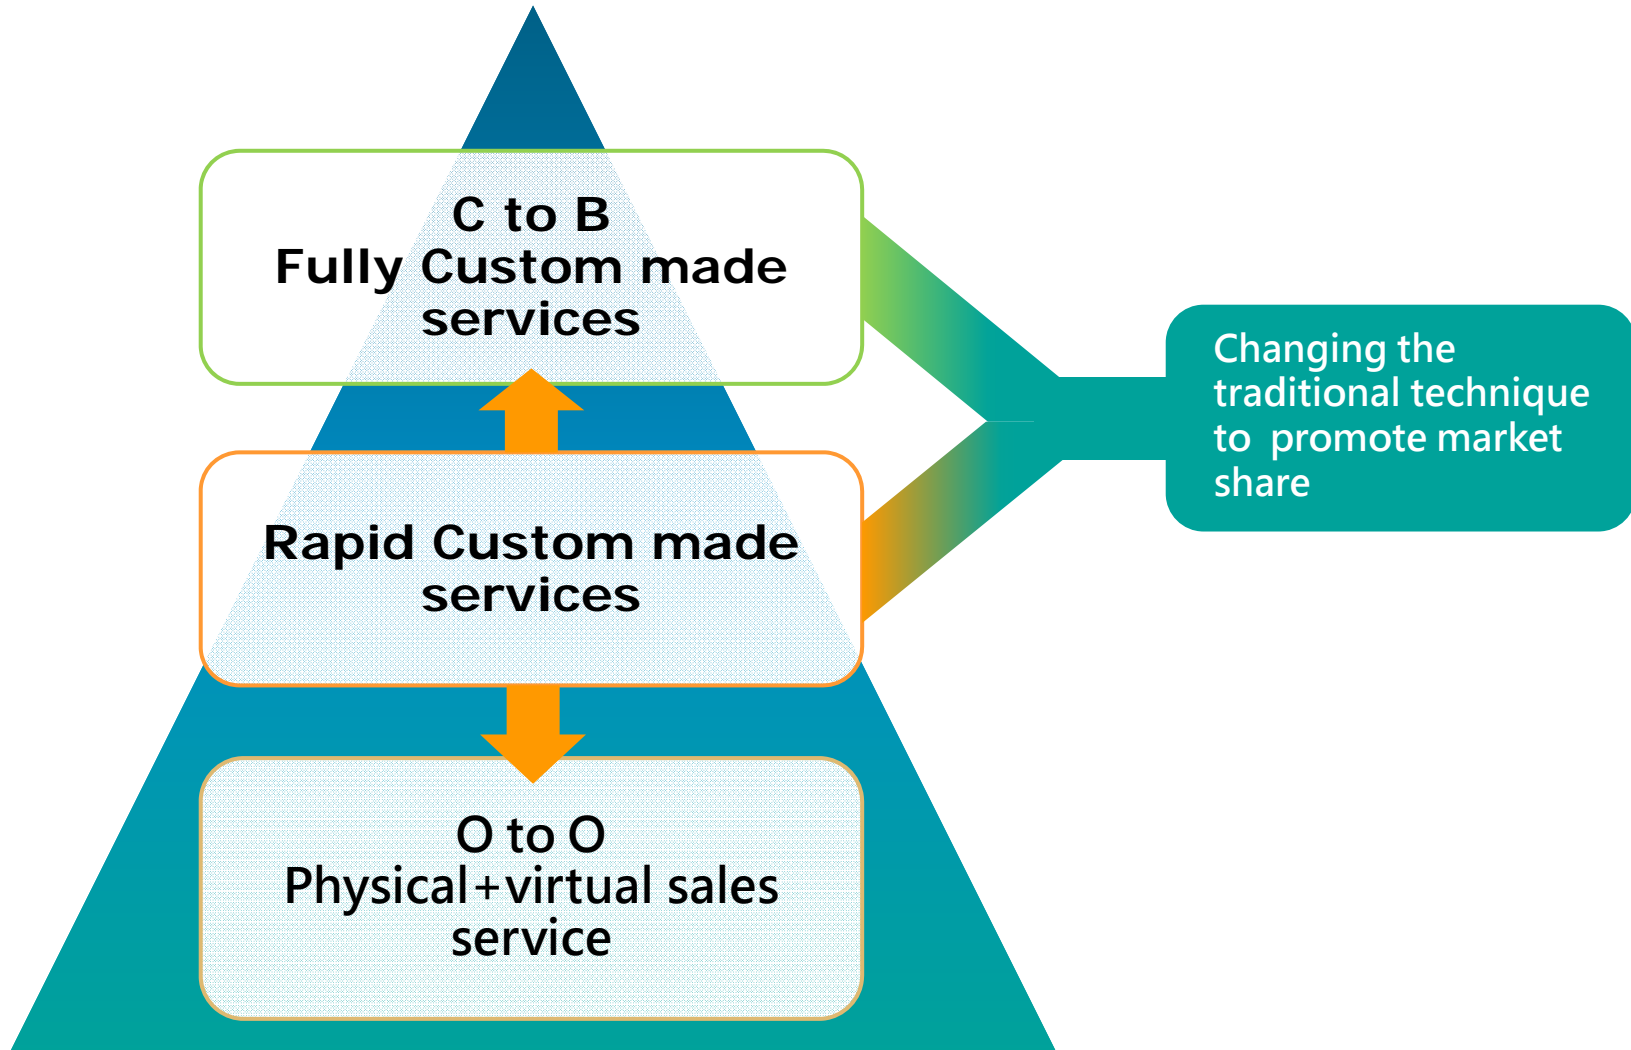 C to B
Fully Custom made
services
Changing the
traditional technique
to  promote market
share
Rapid Custom made
services
O to O
Physical+virtual sales
service